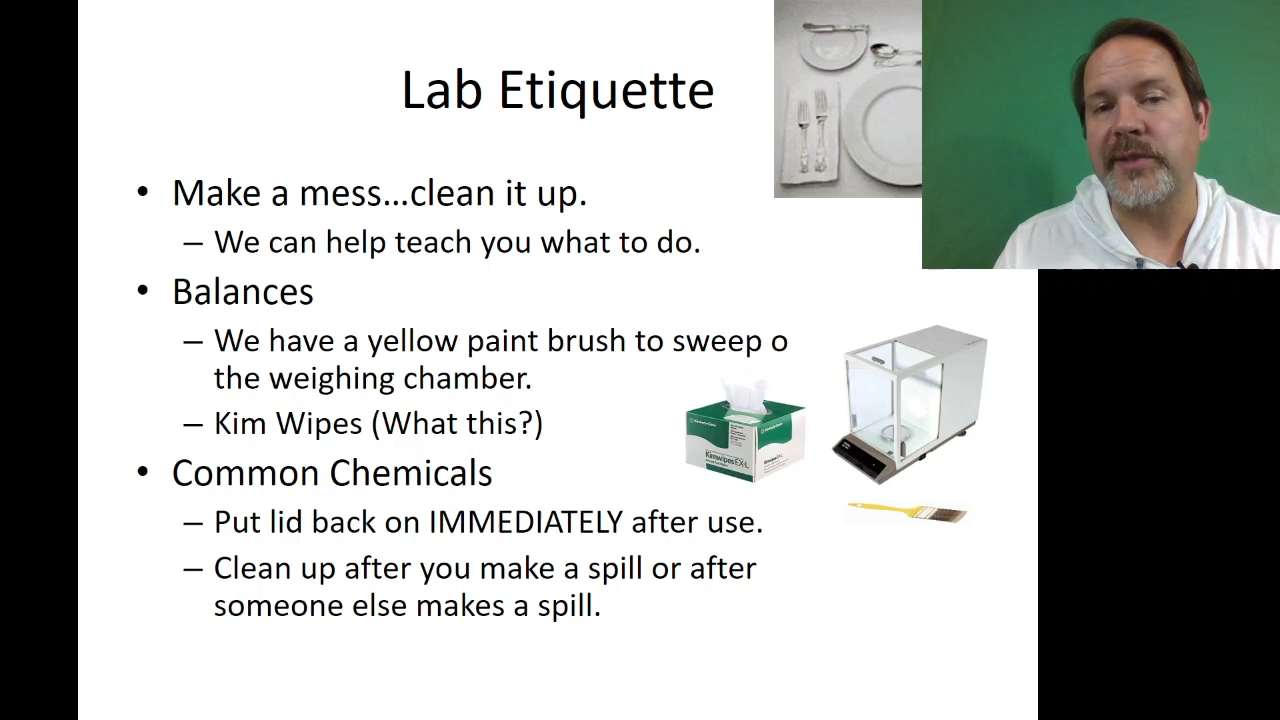 Lab Etiquette
• Make a mess...clean it up.
– We can help teach you what to do.
• Balances
– We have a yellow paint brush to sweep o
the weighing chamber.
– Kim Wipes (What this?)
• Common Chemicals
– Put lid back on IMMEDIATELY after use.
– Clean up after you make a spill or after
someone else makes a spill.
Kimwipes EX-L